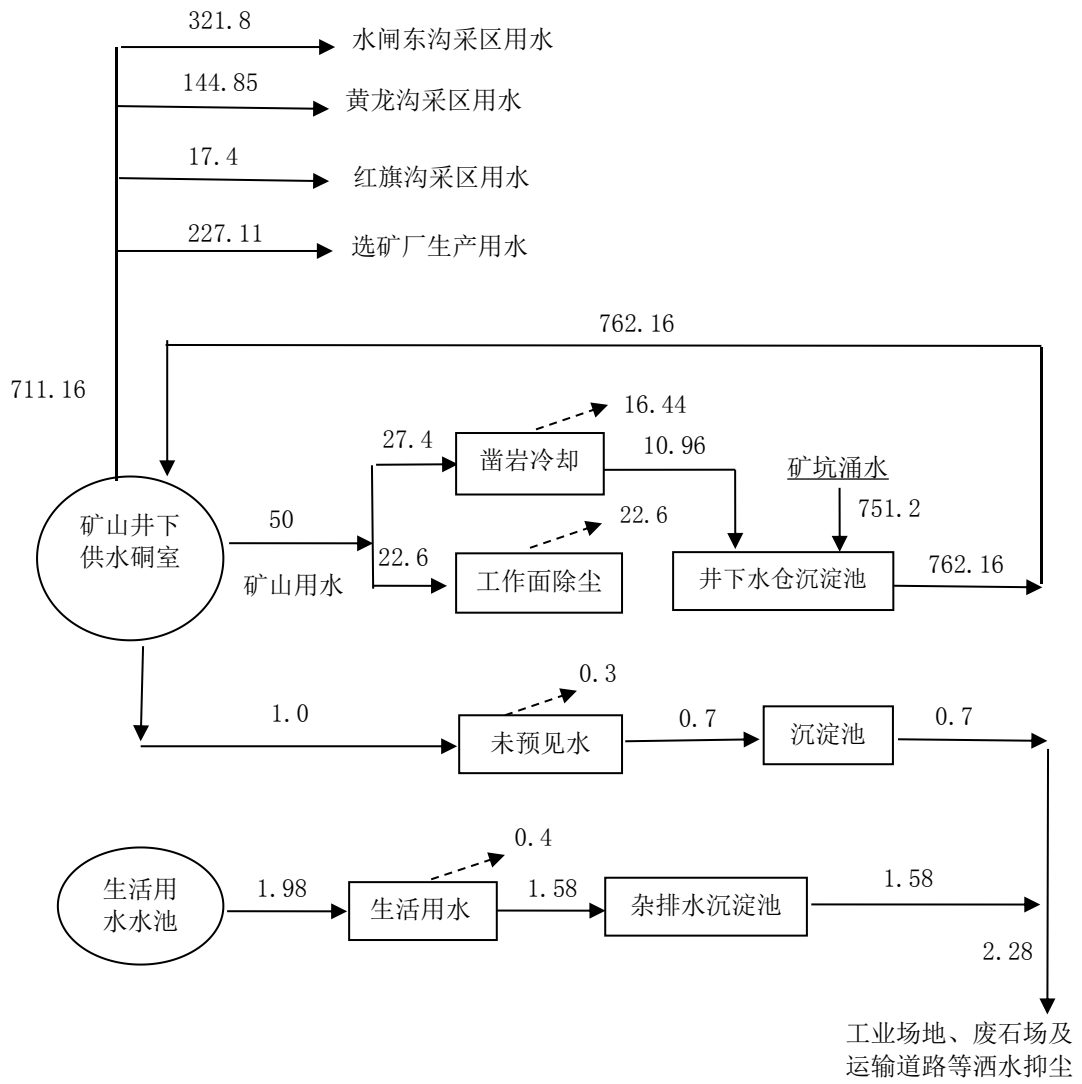 321.8
水闸东沟采区用水
144.85
黄龙沟采区用水
17.4
红旗沟采区用水
227.11
选矿厂生产用水
762.16
711.16
16.44
27.4
凿岩冷却
10.96
矿坑涌水
矿山井下
供水硐室
50
矿山用水
22.6
22.6
工作面除尘
751.2
井下水仓沉淀池
762.16
0.3
1.0
未预见水
0.7
沉淀池
0.7
0.4
生活用
水水池
1.98
生活用水
1.58
杂排水沉淀池
1.58
2.28
工业场地、废石场及
运输道路等洒水抑尘